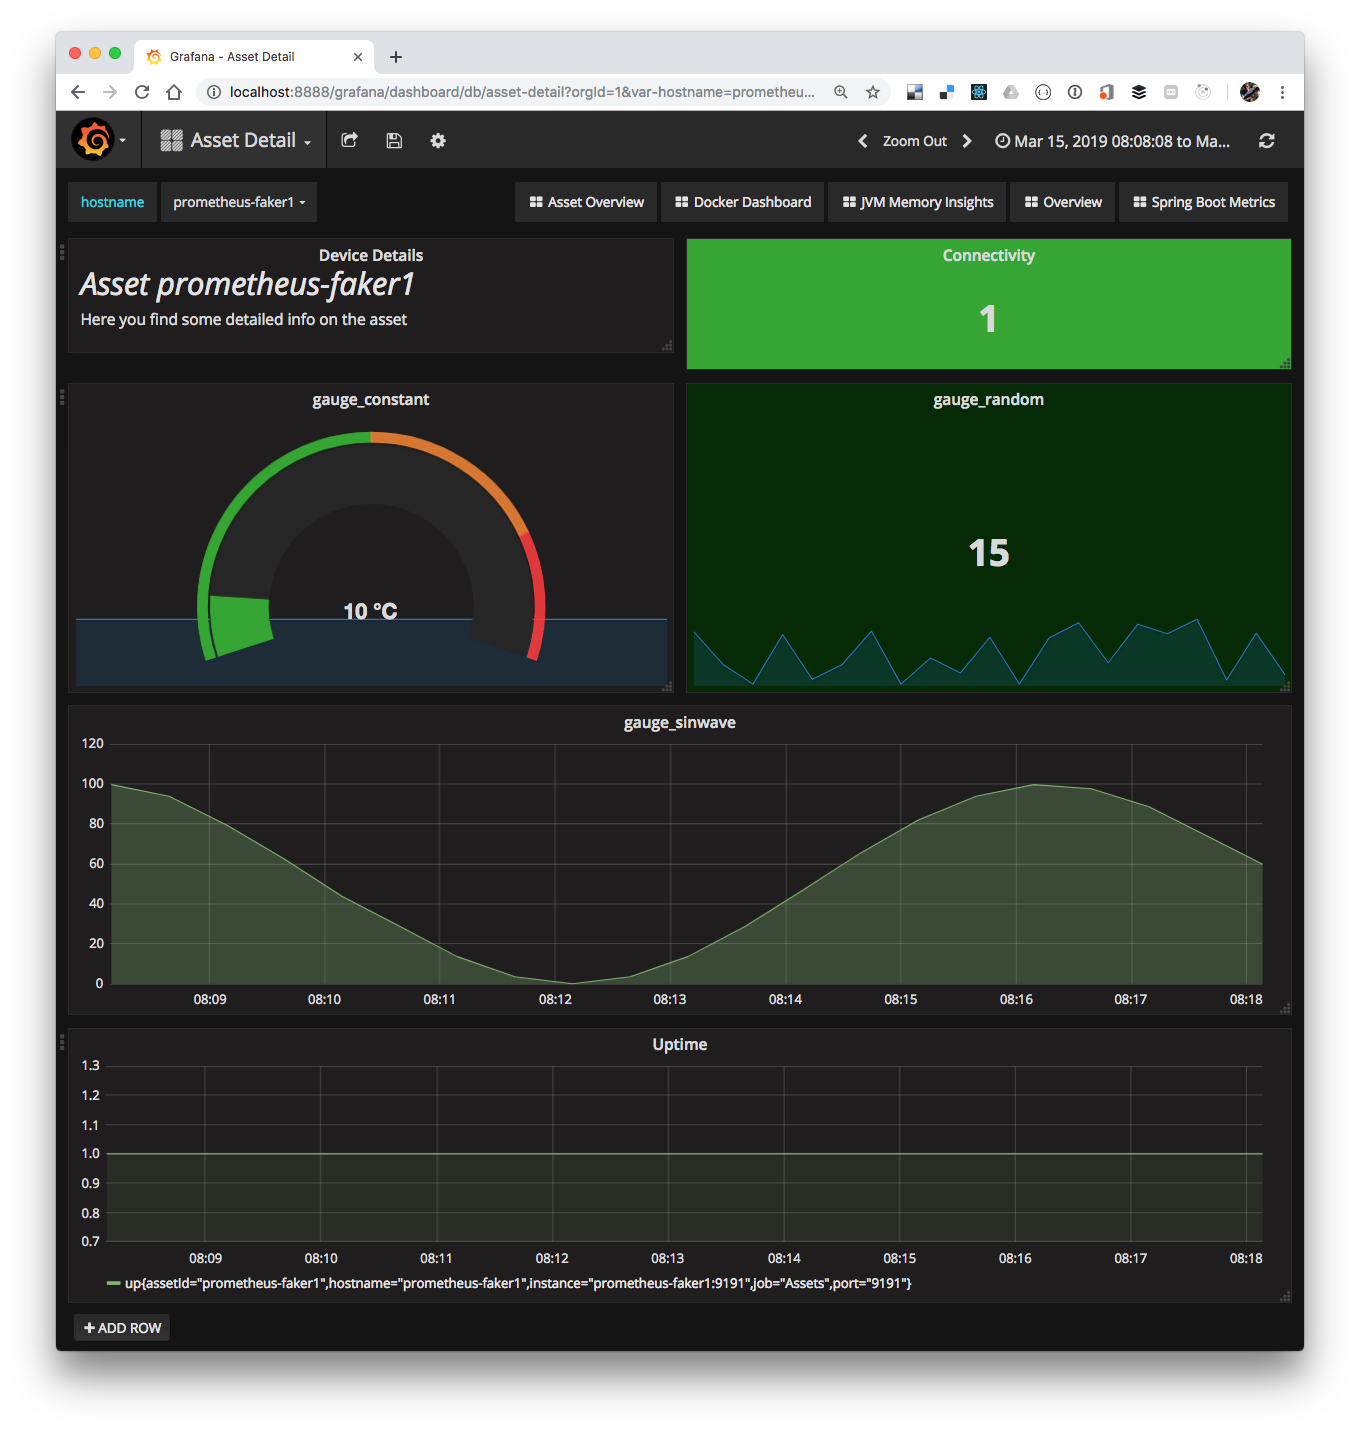 Grafana - Asset Detail
localhost:8888/grafana/dashboard/db/asset-detail?orgId=1&var-hostname=prometheu...
Asset Detail
Zoom Out
Mar 15, 2019 08:08:08 to Ma...
hostname
prometheus-faker1
Asset Overview
Docker Dashboard
JVM Memory Insights
Overview
Spring Boot Metrics
Device Details
Asset prometheus-faker1
Here you find some detailed info on the asset
Connectivity
1
gauge_constant
10 °C
gauge_random
15
gauge_sinwave
120
100
80
60
40
20
0
08:09 08:10 08:11 08:12 08:13 08:14 08:15 08:16 08:17 08:18
Uptime
1.3
1.2
1.1
1.0
0.9
0.8
0.7
08:09 08:10 08:11 08:12 08:13 08:14 08:15 08:16 08:17 08:18
up{assetId="prometheus-faker1",hostname="prometheus-faker1",instance="prometheus-faker1:9191",job="Assets",port="9191"}
ADD ROW